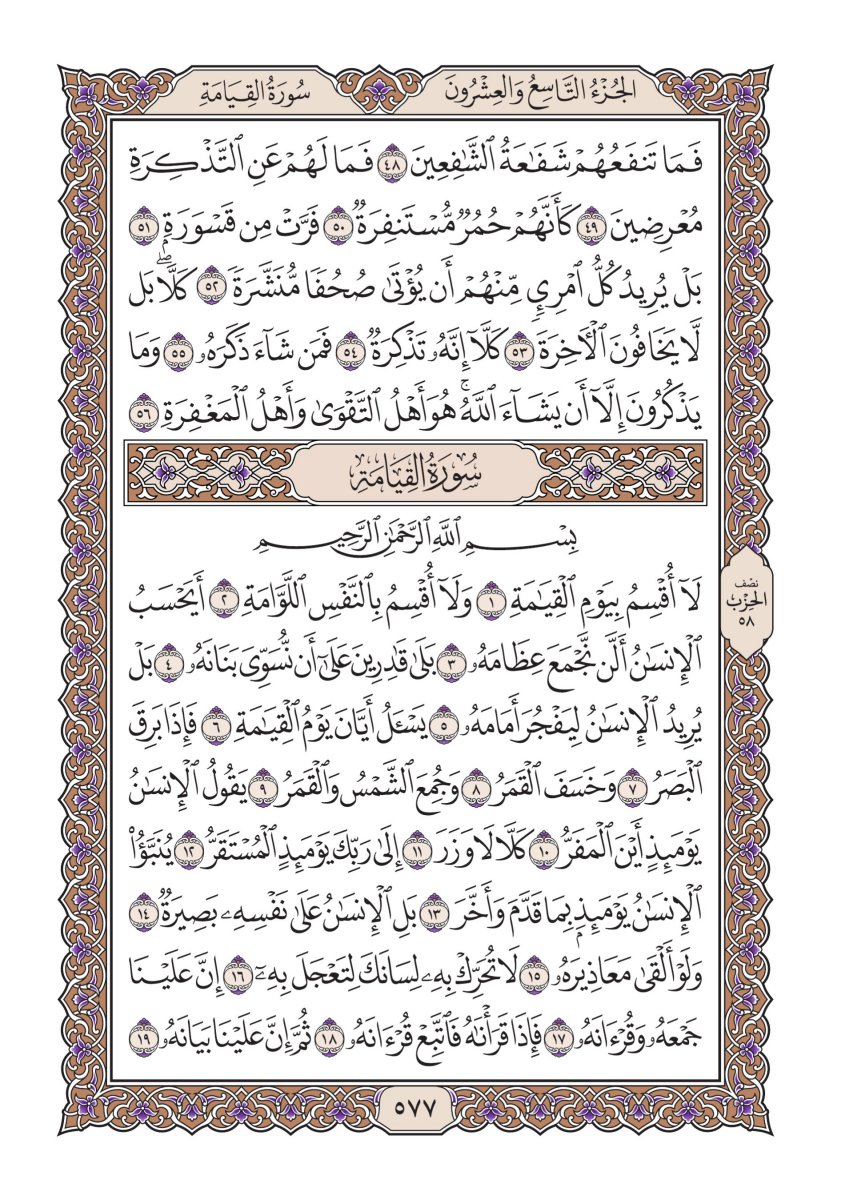 الجُزْءُ التَّاسِعُ وَالعِشْرُونَ
سُورَةُ القِيَامَةِ
فَمَا تَنفَعُهُمْ شَفَٰعَةُ ٱلشَّٰفِعِينَ ٤٨ فَمَا لَهُمْ عَنِ ٱلتَّذْكِرَةِ
مُعْرِضِينَ ٤٩ كَأَنَّهُمْ حُمُرٌ مُّسْتَنفِرَةٌ ٥٠ فَرَّتْ مِن قَسْوَرَةٍۭ ٥١
بَلْ يُرِيدُ كُلُّ ٱمْرِئٍ مِّنْهُمْ أَن يُؤْتَىٰ صُحُفًا مُّنَشَّرَةً ٥٢ كَلَّاۖ بَل
لَّا يَخَافُونَ ٱلْأٓخِرَةَ ٥٣ كَلَّآ إِنَّهُۥ تَذْكِرَةٌ ٥٤ فَمَن شَآءَ ذَكَرَهُۥ ٥٥ وَمَا
يَذْكُرُونَ إِلَّآ أَن يَشَآءَ ٱللَّهُۚ هُوَ أَهْلُ ٱلتَّقْوَىٰ وَأَهْلُ ٱلْمَغْفِرَةِ ٥٦
سُورَةُ القِيَامَةِ
بِسْمِ ٱللَّهِ ٱلرَّحْمَٰنِ ٱلرَّحِيمِ
لَآ أُقْسِمُ بِيَوْمِ ٱلْقِيَٰمَةِ ١ وَلَآ أُقْسِمُ بِٱلنَّفْسِ ٱللَّوَّامَةِ ٢ أَيَحْسَبُ
ٱلْإِنسَٰنُ أَلَّن نَّجْمَعَ عِظَامَهُۥ ٣ بَلَىٰ قَٰدِرِينَ عَلَىٰٓ أَن نُّسَوِّيَ بَنَانَهُۥ ٤ بَلْ
يُرِيدُ ٱلْإِنسَٰنُ لِيَفْجُرَ أَمَامَهُۥ ٥ يَسْـَٔلُ أَيَّانَ يَوْمُ ٱلْقِيَٰمَةِ ٦ فَإِذَا بَرِقَ
ٱلْبَصَرُ ٧ وَخَسَفَ ٱلْقَمَرُ ٨ وَجُمِعَ ٱلشَّمْسُ وَٱلْقَمَرُ ٩ يَقُولُ ٱلْإِنسَٰنُ
يَوْمَئِذٍ أَيْنَ ٱلْمَفَرُّ ١٠ كَلَّا لَا وَزَرَ ١١ إِلَىٰ رَبِّكَ يَوْمَئِذٍ ٱلْمُسْتَقَرُّ ١٢ يُنَبَّؤُا۟
ٱلْإِنسَٰنُ يَوْمَئِذٍۭ بِمَا قَدَّمَ وَأَخَّرَ ١٣ بَلِ ٱلْإِنسَٰنُ عَلَىٰ نَفْسِهِۦ بَصِيرَةٌ ١٤
وَلَوْ أَلْقَىٰ مَعَاذِيرَهُۥ ١٥ لَا تُحَرِّكْ بِهِۦ لِسَانَكَ لِتَعْجَلَ بِهِۦٓ ١٦ إِنَّ عَلَيْنَا
جَمْعَهُۥ وَقُرْءَانَهُۥ ١٧ فَإِذَا قَرَأْنَٰهُ فَٱتَّبِعْ قُرْءَانَهُۥ ١٨ ثُمَّ إِنَّ عَلَيْنَا بَيَانَهُۥ ١٩
نصف
الحزب
٥٨
٥٧٧